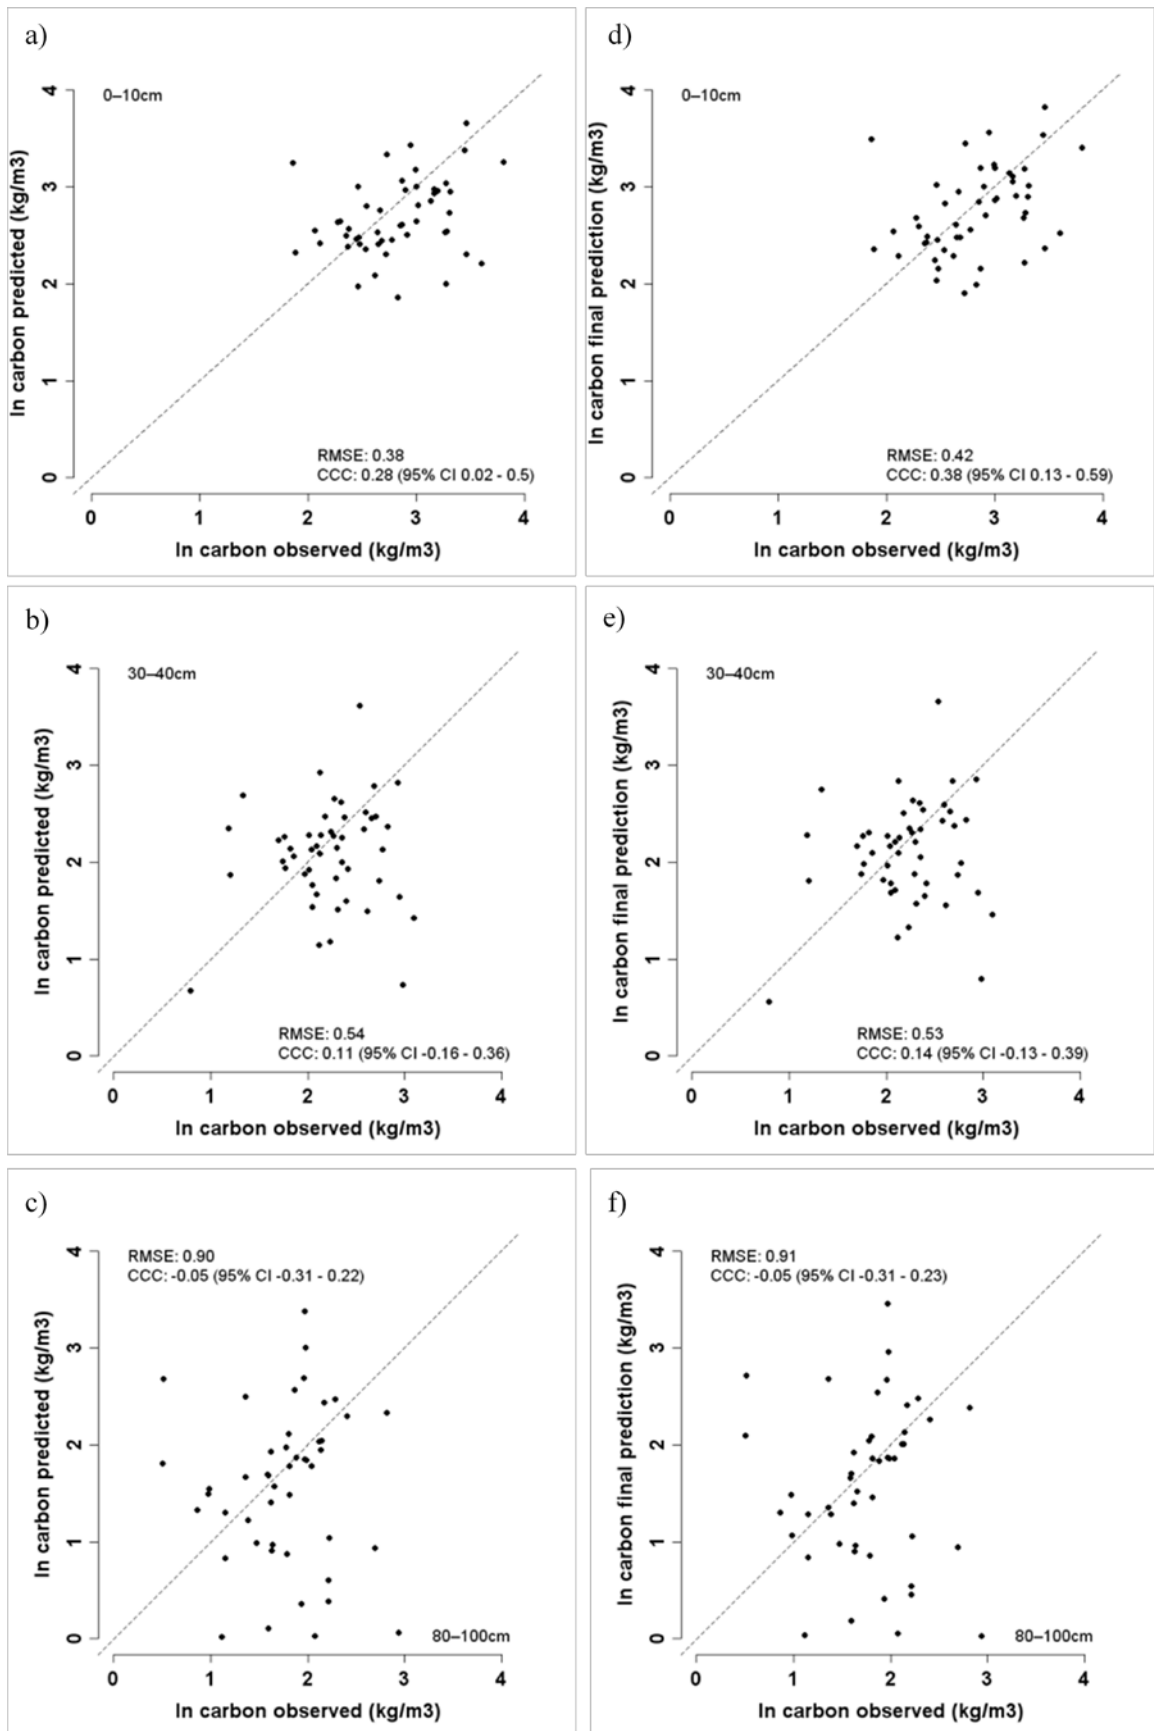 a)
0–10cm
ln carbon predicted (kg/m3)
4
3
2
1
0
RMSE: 0.38
CCC: 0.28 (95% CI 0.02 - 0.5)
0 1 2 3 4
ln carbon observed (kg/m3)
d)
0–10cm
ln carbon final prediction (kg/m3)
4
3
2
1
0
RMSE: 0.42
CCC: 0.38 (95% CI 0.13 - 0.59)
0 1 2 3 4
ln carbon observed (kg/m3)
b)
30–40cm
ln carbon predicted (kg/m3)
4
3
2
1
0
RMSE: 0.54
CCC: 0.11 (95% CI -0.16 - 0.36)
0 1 2 3 4
ln carbon observed (kg/m3)
e)
30–40cm
ln carbon final prediction (kg/m3)
4
3
2
1
0
RMSE: 0.53
CCC: 0.14 (95% CI -0.13 - 0.39)
0 1 2 3 4
ln carbon observed (kg/m3)
c)
RMSE: 0.90
CCC: -0.05 (95% CI -0.31 - 0.22)
ln carbon predicted (kg/m3)
4
3
2
1
0
80–100cm
0 1 2 3 4
ln carbon observed (kg/m3)
f)
RMSE: 0.91
CCC: -0.05 (95% CI -0.31 - 0.23)
ln carbon final prediction (kg/m3)
4
3
2
1
0
80–100cm
0 1 2 3 4
ln carbon observed (kg/m3)